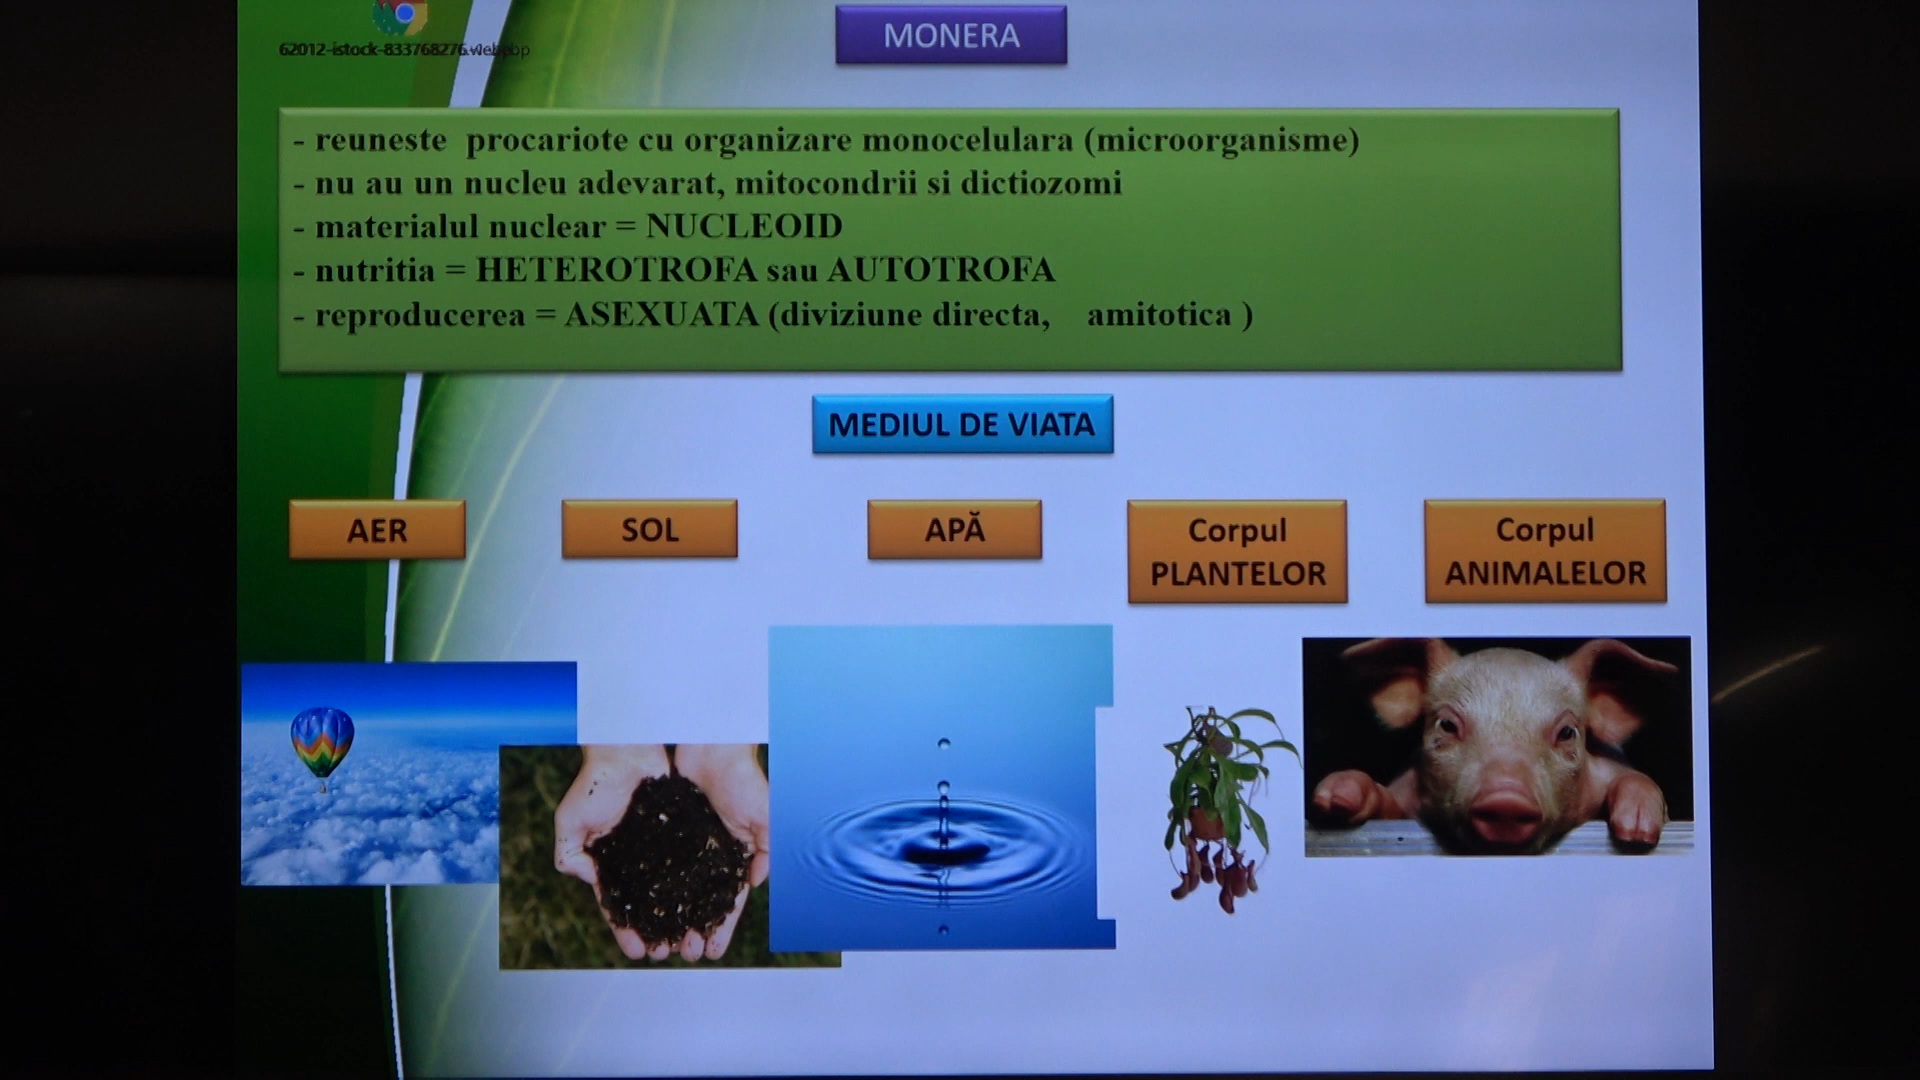 MONERA
- reuneste procariote cu organizare monocelulara (microorganisme)
- nu au un nucleu adevarat, mitocondrii si dictiozomi
- materialul nuclear = NUCLEOID
- nutritia = HETEROTROFA sau AUTOTROFA
- reproducerea = ASEXUATA (diviziune directa, amitotica )
MEDIUL DE VIATA
AER
SOL
APĂ
Corpul
PLANTELOR
Corpul
ANIMALELOR